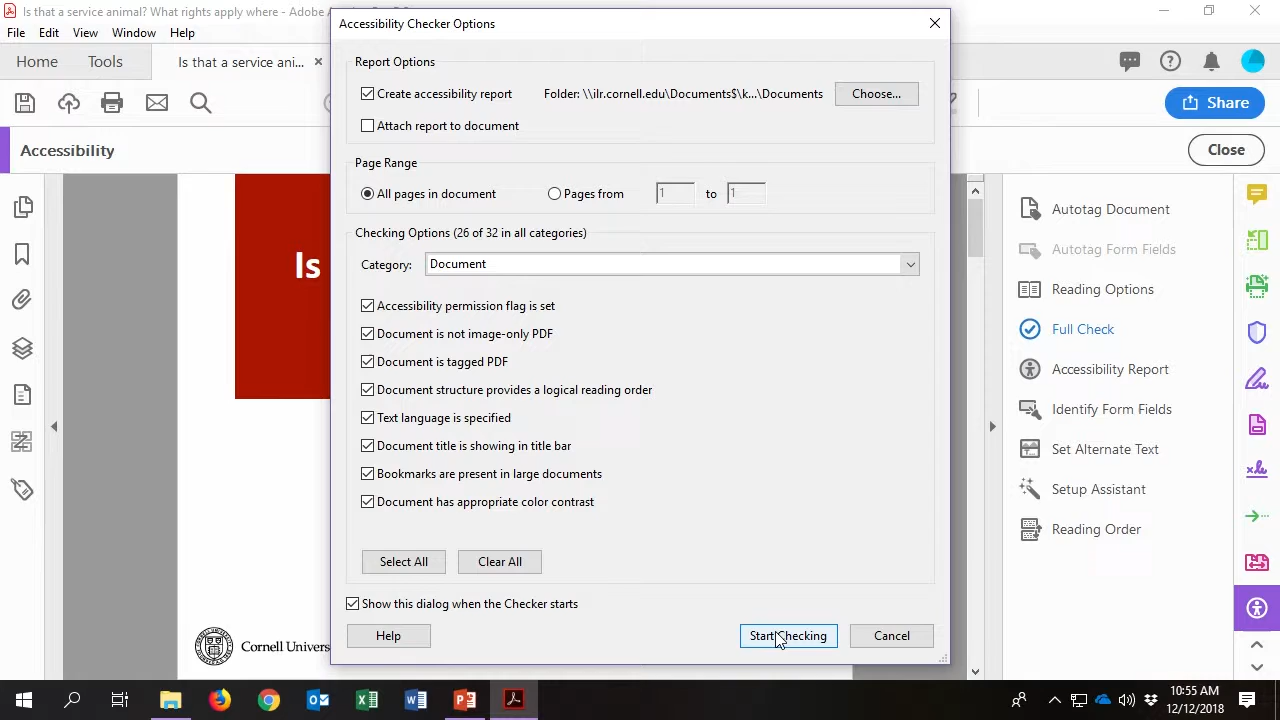 Is that a service animal? What rights apply where - Adobe A
File Edit View Window Help
Home Tools Is that a service ani...
Share
Accessibility
Close
Is
Cornell Univers
Accessibility Checker Options
Report Options
Create accessibility report Folder: \\ilr.cornell.edu\Documents$\k...\Documents Choose...
Attach report to document
Page Range
All pages in document Pages from 1 to 1
Checking Options (26 of 32 in all categories)
Category: Document
Accessibility permission flag is set
Document is not image-only PDF
Document is tagged PDF
Document structure provides a logical reading order
Text language is specified
Document title is showing in title bar
Bookmarks are present in large documents
Document has appropriate color contrast
Select All Clear All
Show this dialog when the Checker starts
Help Start Checking Cancel
Autotag Document
Autotag Form Fields
Reading Options
Full Check
Accessibility Report
Identify Form Fields
Set Alternate Text
Setup Assistant
Reading Order
10:55 AM
12/12/2018